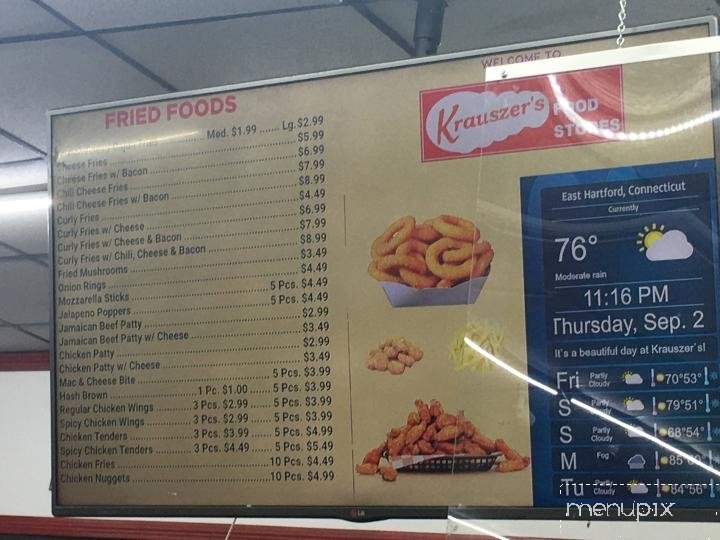 FRIED FOODS
Med. $1.99 ....... Lg. $2.99
Cheese Fries ........ $5.99
Cheese Fries w/ Bacon ........ $6.99
Chili Cheese Fries ........ $7.99
Chili Cheese Fries w/ Bacon ........ $8.99
Curly Fries ........ $4.49
Curly Fries w/ Cheese ........ $6.99
Curly Fries w/ Cheese & Bacon ........ $7.99
Curly Fries w/ Chili, Cheese & Bacon ........ $8.99
Fried Mushrooms ........ $3.49
Onion Rings ........ $4.49
Mozzarella Sticks ........ 5 Pcs. $4.49
Jalapeno Poppers ........ 5 Pcs. $4.49
Jamaican Beef Patty ........ $2.99
Jamaican Beef Patty w/ Cheese ........ $3.49
Chicken Patty ........ $2.99
Chicken Patty w/ Cheese ........ $3.49
Mac & Cheese Bite ........ 5 Pcs. $3.99
Hash Brown ........ 1 Pc. $1.00 ....... 5 Pcs. $3.99
Regular Chicken Wings ........ 3 Pcs. $2.99 ....... 5 Pcs. $3.99
Spicy Chicken Wings ........ 3 Pcs. $2.99 ....... 5 Pcs. $3.99
Chicken Tenders ........ 3 Pcs. $3.99 ....... 5 Pcs. $4.99
Spicy Chicken Tenders ........ 3 Pcs. $4.49 ....... 5 Pcs. $5.49
Chicken Fries ........ 10 Pcs. $4.49
Chicken Nuggets ........ 10 Pcs. $4.99
WELCOME TO
Krauszer's FOOD
STORES
East Hartford, Connecticut
Currently
76°
Moderate rain
11:16 PM
Thursday, Sep. 2
It's a beautiful day at Krauszer's!
Fri Partly Cloudy 70°53°
S 79°51°
S Partly Cloudy 68°54°
M Fog
Tu Partly Cloudy 84°56°
LG
menupix